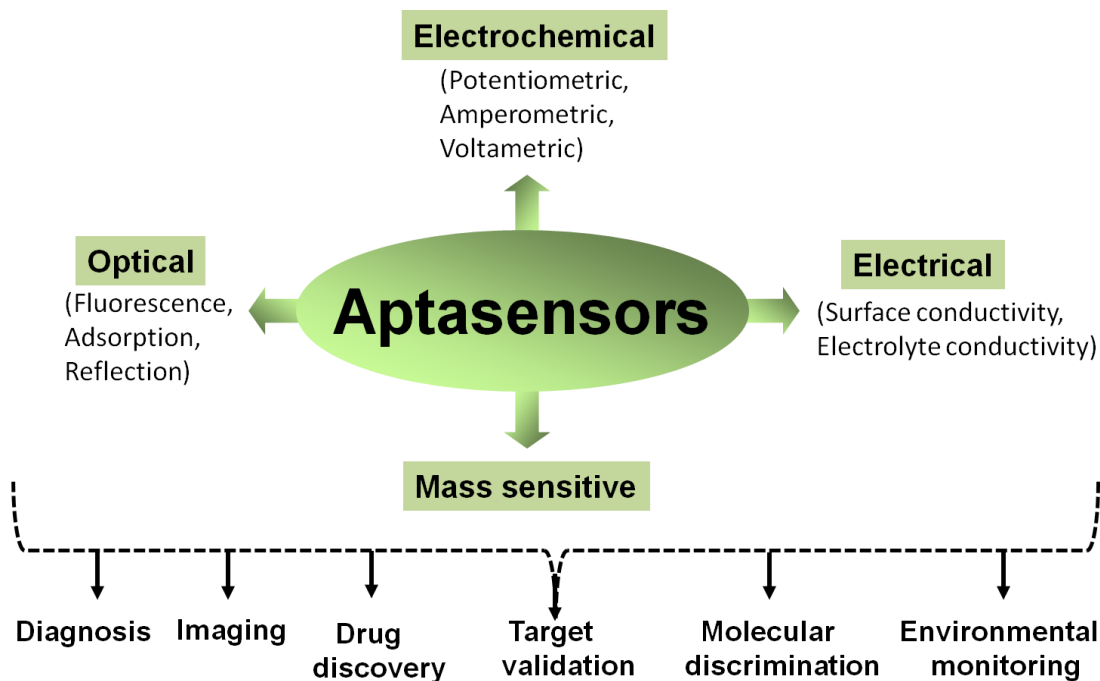 Electrochemical
(Potentiometric,
Amperometric,
Voltametric)
Optical
(Fluorescence,
Adsorption,
Reflection)
Aptasensors
Electrical
(Surface conductivity,
Electrolyte conductivity)
Mass sensitive
Diagnosis
Imaging
Drug
discovery
Target
validation
Molecular
discrimination
Environmental
monitoring